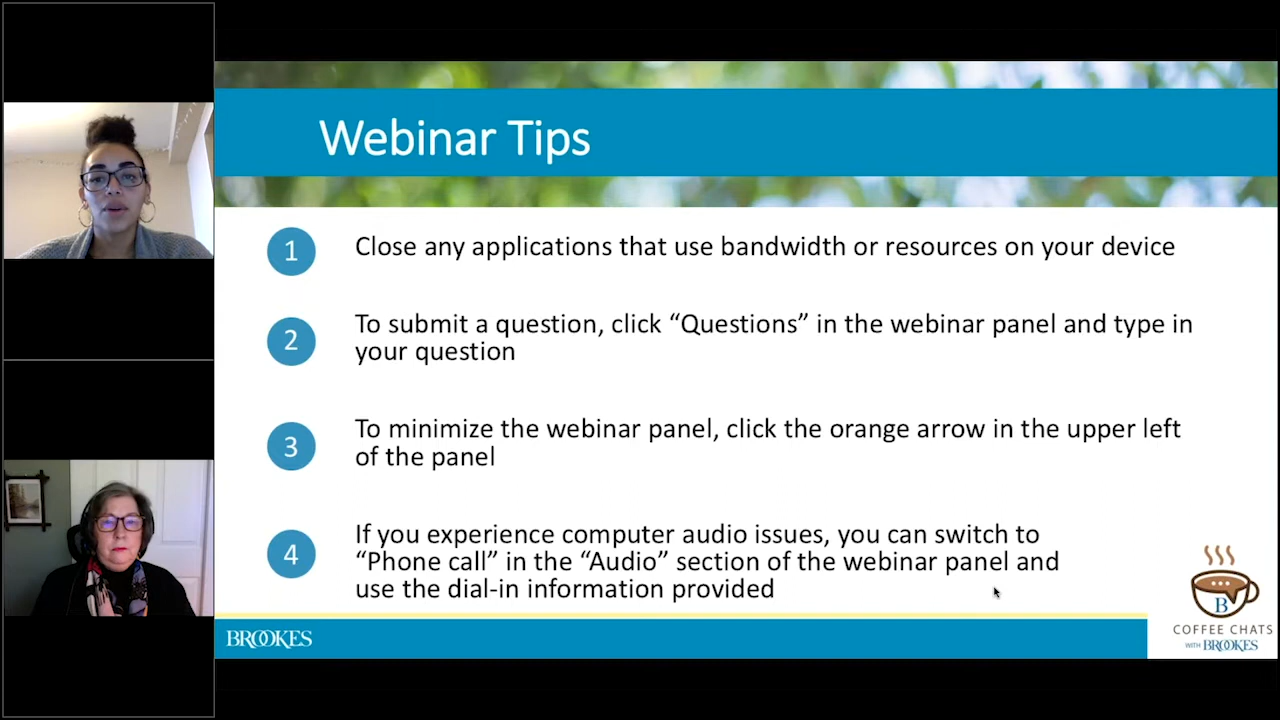 Webinar Tips
1
Close any applications that use bandwidth or resources on your device
2
To submit a question, click “Questions” in the webinar panel and type in
your question
3
To minimize the webinar panel, click the orange arrow in the upper left
of the panel
4
If you experience computer audio issues, you can switch to
“Phone call” in the “Audio” section of the webinar panel and
use the dial-in information provided
BROOKES
B
COFFEE CHATS
WITH BROOKES